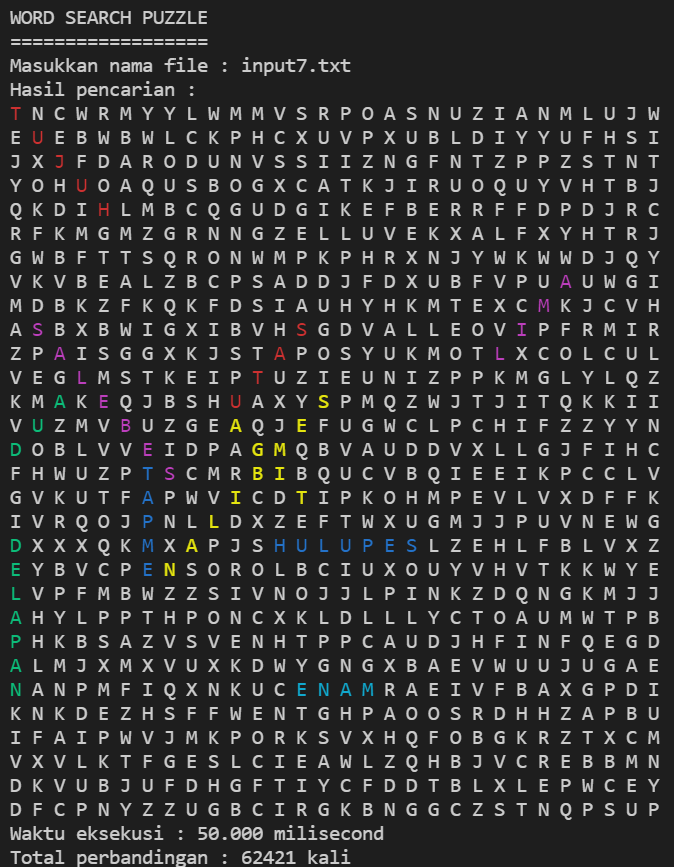 WORD SEARCH PUZZLE
==================
Masukkan nama file : input7.txt
Hasil pencarian :
T N C W R M Y Y L W M M V S R P O A S N U Z I A N M L U J W
E U E B W B W L C K P H C X U V P X U B L D I Y Y U F H S I
J X J F D A R O D U N V S S I I Z N G F N T Z P P Z S T N T
Y O H U O A Q U S B O G X C A T K J I R U O Q U Y V H T B J
Q K D I H L M B C Q G U D G I K E F B E R R F F D P D J R C
R F K M G M Z G R N N G Z E L L U V E K X A L F X Y H T R J
G W B F T T S Q R O N W M P K P H R X N J Y W K W W D J Q Y
V K V B E A L Z B C P S A D D J F D X U B F V P U A U W G I
M D B K Z F K Q K F D S I A U H Y H K M T E X C M K J C V H
A S B X B W I G X I B V H S G D V A L L E O V I P F R M I R
Z P A I S G G X K J S T A P O S Y U K M O T L X C O L C U L
V E G L M S T K E I P T U Z I E U N I Z P P K M G L Y L Q Z
K M A K E Q J B S H U A X Y S P M Q Z W J T J I T Q K K I I
V U Z M V B U Z G E A Q J E F U G W C L P C H I F Z Z Y Y N
D O B L V V E I D P A G M Q B V A U D D V X L L G J F I H C
F H W U Z P T S C M R B I B Q U C V B Q I E E I K P C C L V
G V K U T F A P W V I C D T I P K O H M P E V L V X D F F K
I V R Q O J P N L L D X Z E F T W X U G M J J P U V N E W G
D X X X Q K M X A P J S H U L U P E S L Z E H L F B L V X Z
E Y B V C P E N S O R O L B C I U X O U Y V H V T K K W Y E
L V P F M B W Z Z S I V N O J J L P I N K Z D Q N G K M J J
A H Y L P P T H P O N C X K L D L L L Y C T O A U M W T P B
P H K B S A Z V S V E N H T P P C A U D J H F I N F Q E G D
A L M J X M X V U X K D W Y G N G X B A E V W U U J U G A E
N A N P M F I Q X N K U C E N A M R A E I V F B A X G P D I
K N K D E Z H S F F W E N T G H P A O O S R D H H Z A P B U
I F A I P W V J M K P O R K S V X H Q F O B G K R Z T X C M
V X V L K T F G E S L C I E A W L Z Q H B J V C R E B B M N
D K V U B J U F D H G F T I Y C F D D T B L X L E P W C E Y
D F C P N Y Z Z U G B C I R G K B N G G C Z S T N Q P S U P
Waktu eksekusi : 50.000 milisecond
Total perbandingan : 62421 kali